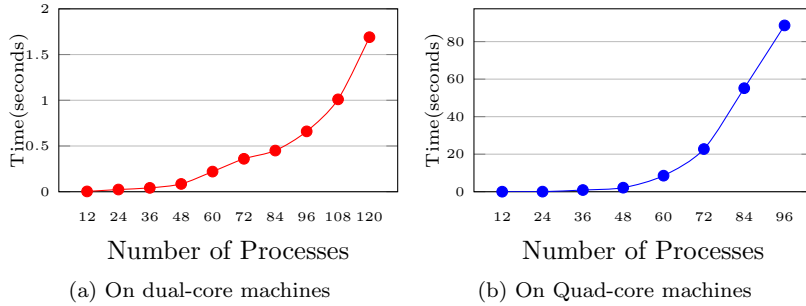 2
1.5
1
0.5
0
Time(seconds)
12 24 36 48 60 72 84 96 108 120
Number of Processes
(a) On dual-core machines
80
60
40
20
0
Time(seconds)
12 24 36 48 60 72 84 96
Number of Processes
(b) On Quad-core machines